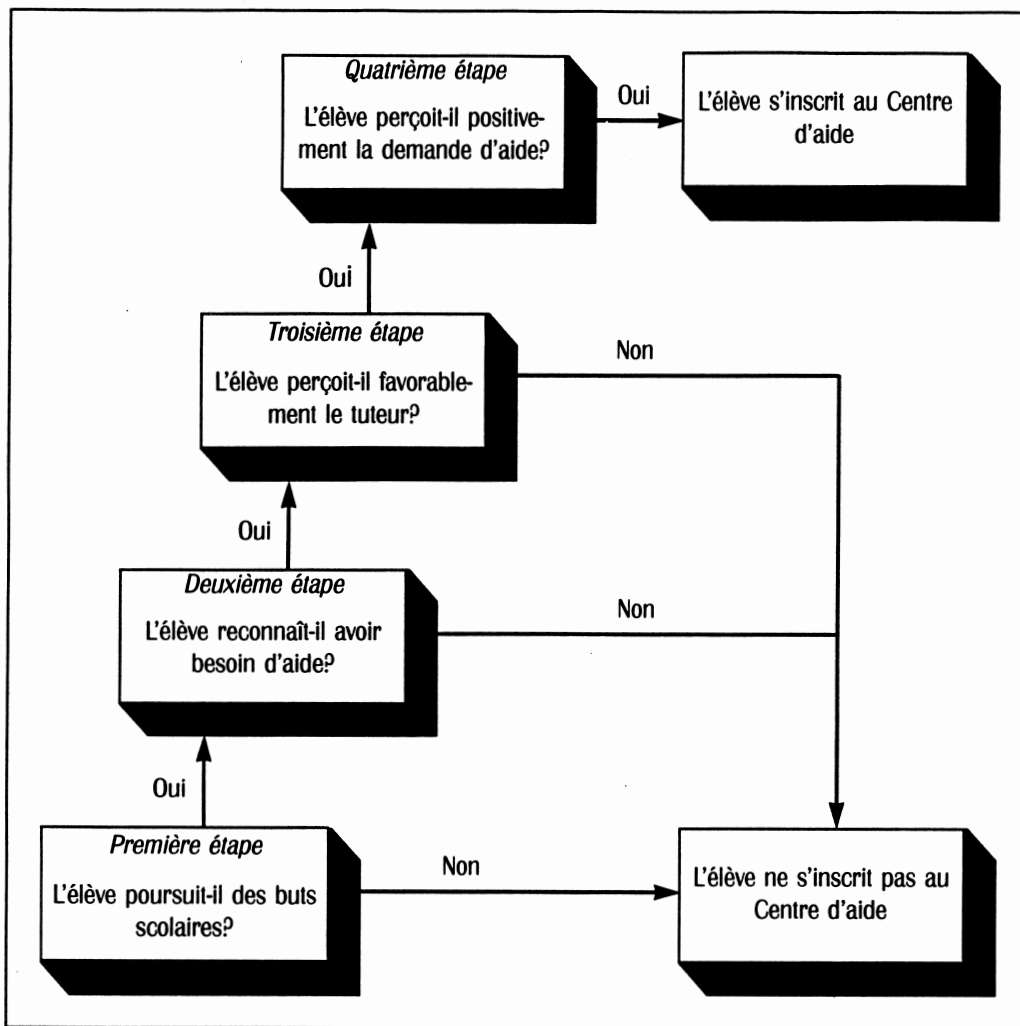 Quatrième étape
L'élève perçoit-il positive-
ment la demande d'aide?
Oui
L'élève s'inscrit au Centre
d'aide
Oui
Troisième étape
L'élève perçoit-il favorable-
ment le tuteur?
Non
Oui
Deuxième étape
L'élève reconnaît-il avoir
besoin d'aide?
Non
Oui
Première étape
L'élève poursuit-il des buts
scolaires?
Non
L'élève ne s'inscrit pas au
Centre d'aide